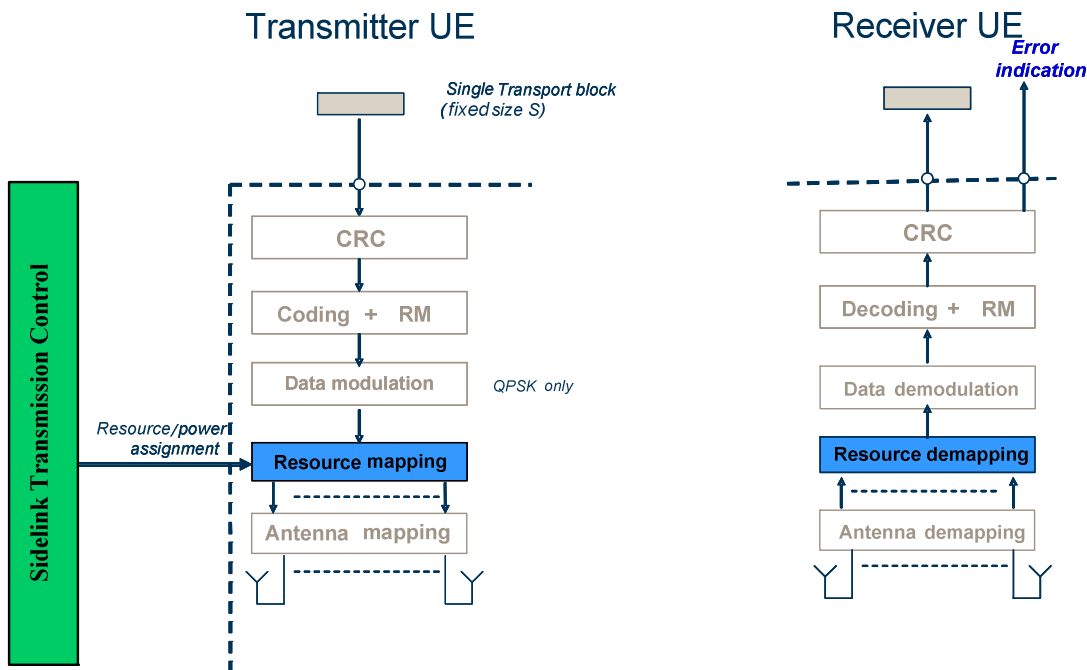 Transmitter UE
Single Transport block
(fixed size S)
CRC
Coding + RM
Data modulation
QPSK only
Resource/power
assignment
Resource mapping
Antenna mapping
Sidelink Transmission Control
Receiver UE
Error
indication
CRC
Decoding + RM
Data demodulation
Resource demapping
Antenna demapping